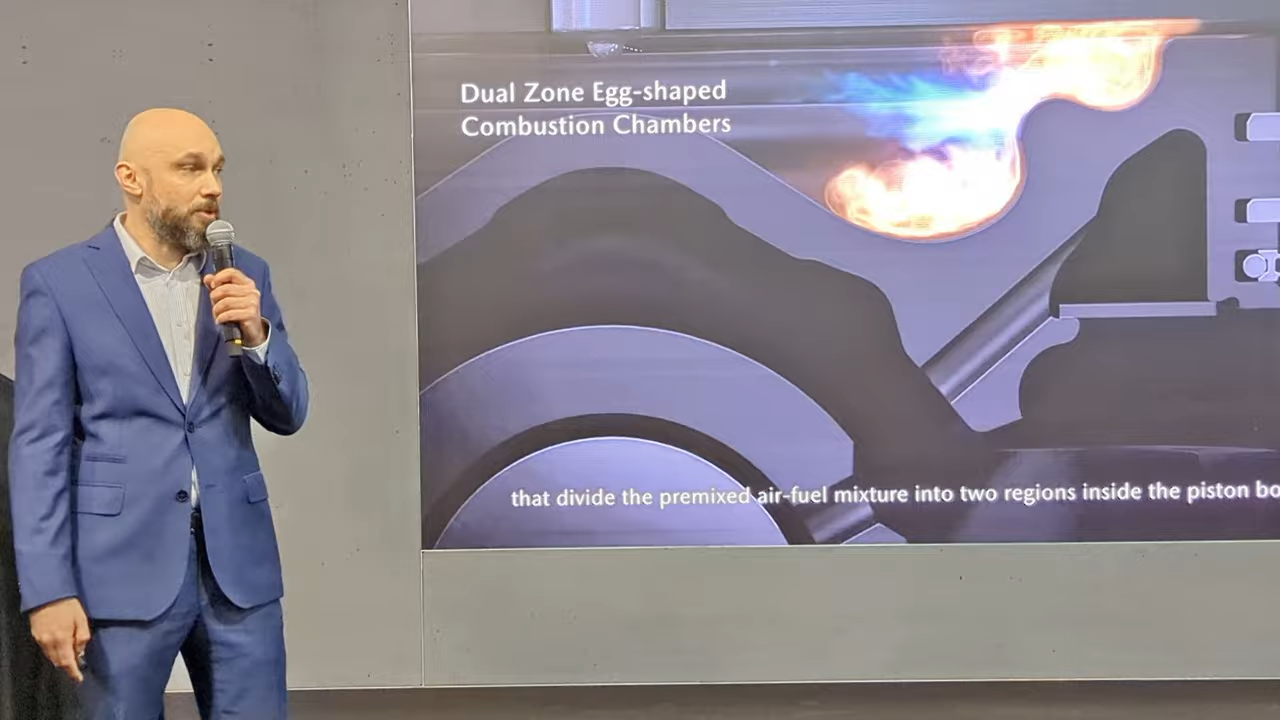 Dual Zone Egg-shaped
Combustion Chambers
that divide the premixed air-fuel mixture into two regions inside the piston bo